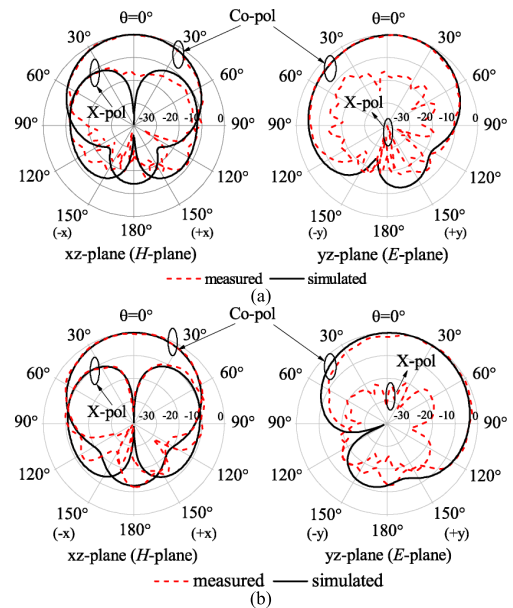 θ=0° Co-pol θ=0°
30° 30° 30° 30°
60° 60° 60° 60°
X-pol X-pol
90° -30 -20 -10 0 90° -30 -20 -10 0
120° 120° 120° 120°
150° 150° 150° 150°
(-x) 180° (+x) (-y) 180° (+y)
xz-plane (H-plane) yz-plane (E-plane)
measured simulated
(a)
θ=0° Co-pol θ=0°
30° 30° 30° 30°
60° 60° 60° 60°
X-pol X-pol
90° -30 -20 -10 0 90° -30 -20 -10 0
120° 120° 120° 120°
150° 150° 150° 150°
(-x) 180° (+x) (-y) 180° (+y)
xz-plane (H-plane) yz-plane (E-plane)
measured simulated
(b)